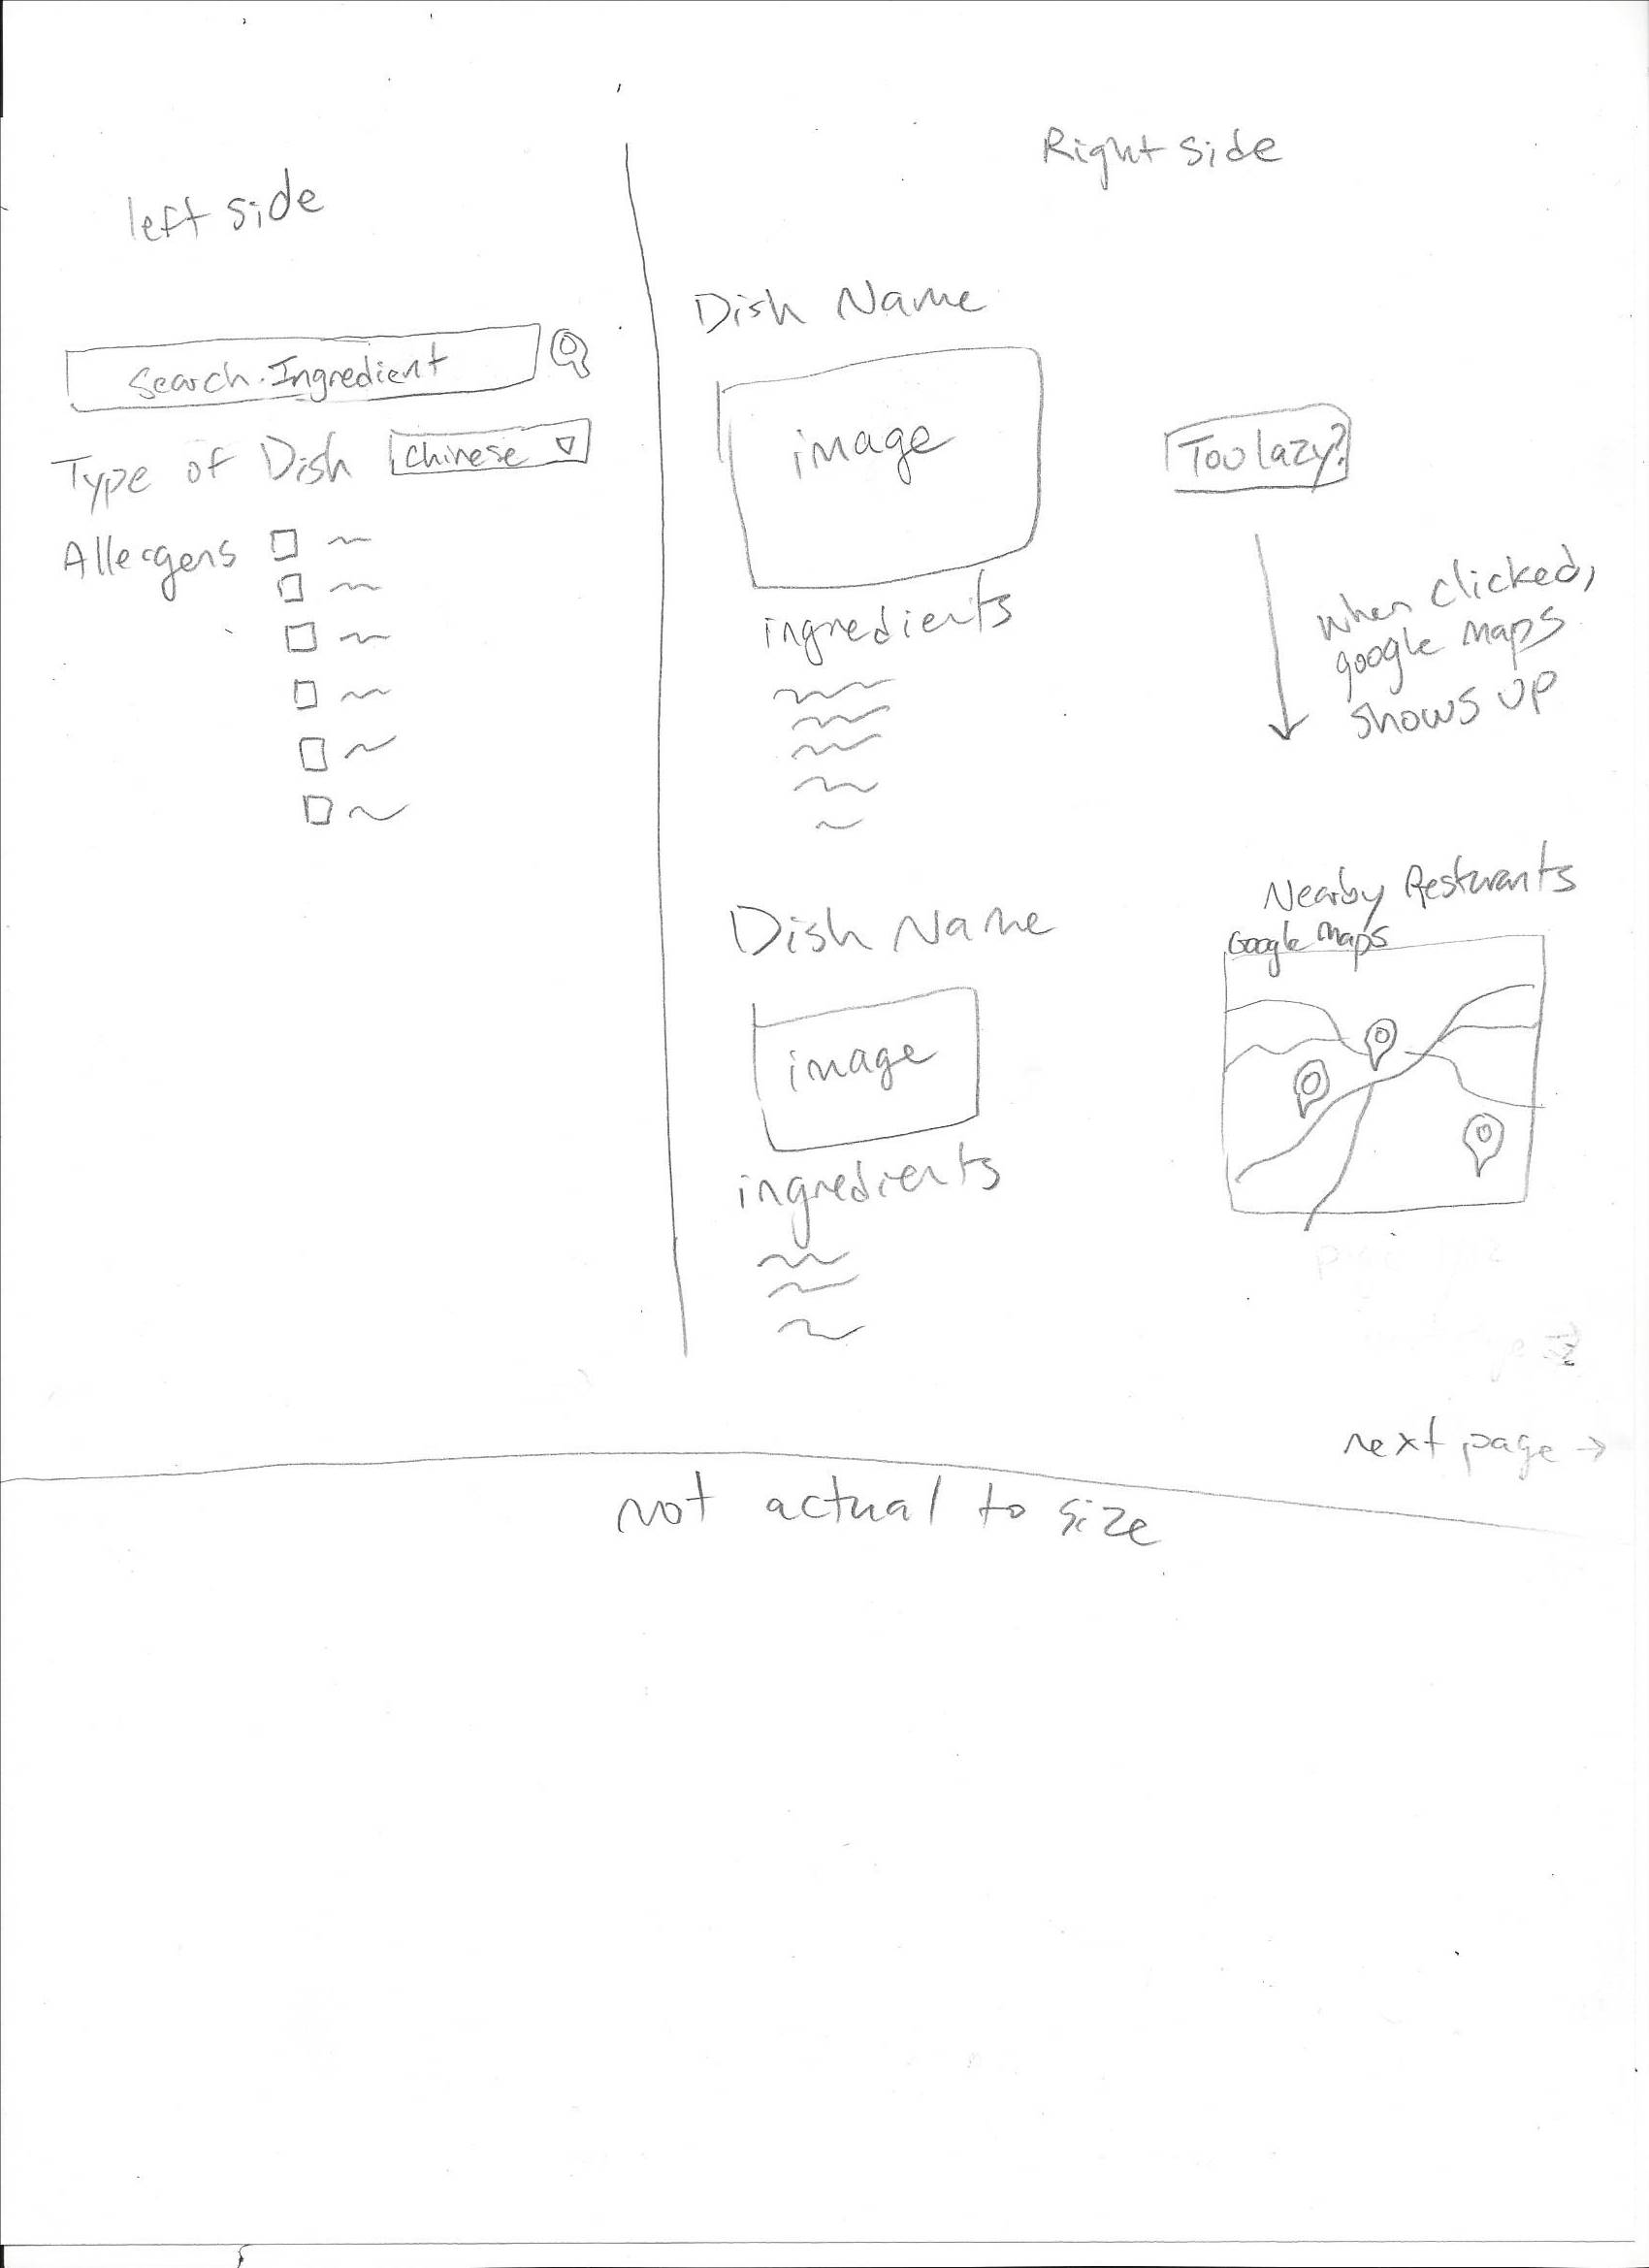 left side
Search Ingredient
Type of Dish Chinese
Allergens
Right side
Dish Name
image
ingredients
Too lazy?
when clicked,
google maps
shows up
Dish Name
image
ingredients
Nearby Resturants
Google Maps
next page →
not actual to size